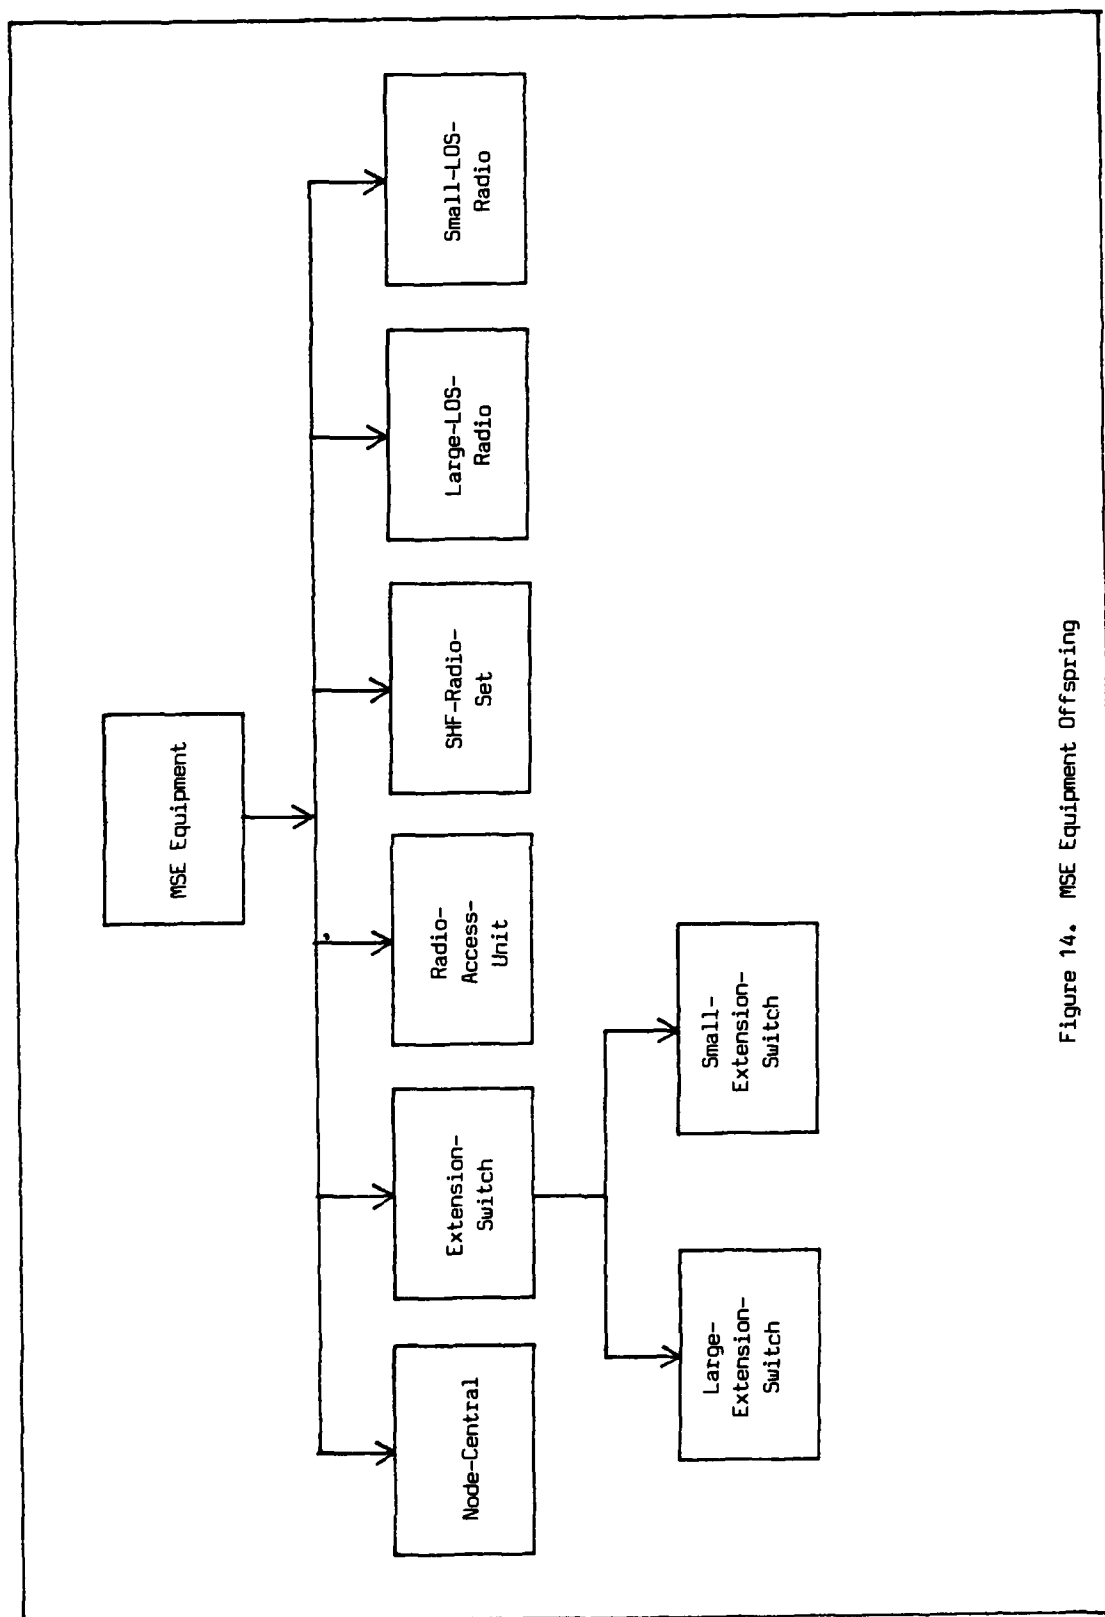 MSE Equipment
Node-Central
Extension-
Switch
Radio-
Access-
Unit
SHF-Radio-
Set
Large-LOS-
Radio
Small-LOS-
Radio
Large-
Extension-
Switch
Small-
Extension-
Switch
Figure 14. MSE Equipment Offspring